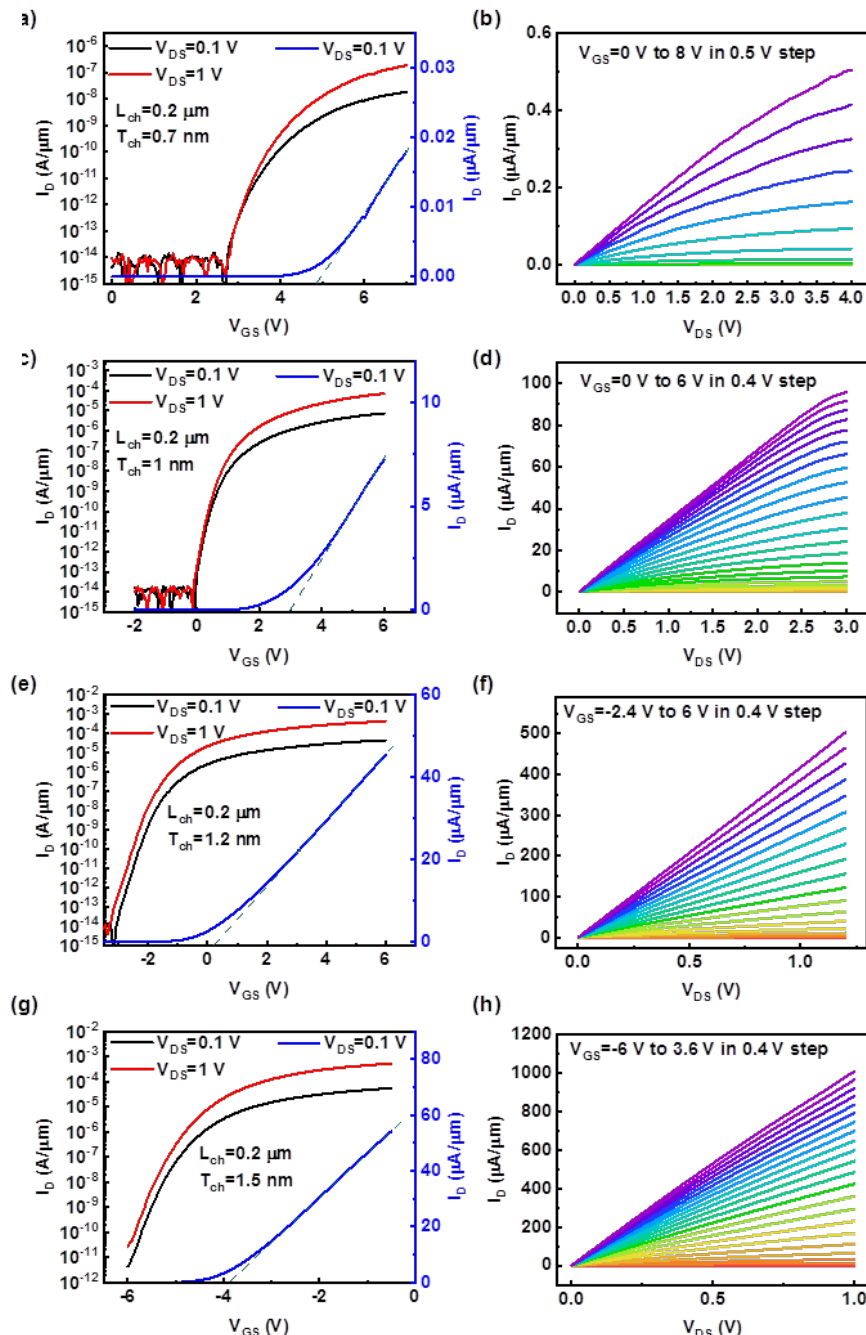 a)
V_DS=0.1 V
V_DS=0.1 V
V_DS=1 V
L_ch=0.2 μm
T_ch=0.7 nm
10^-6
10^-7
10^-8
10^-9
10^-10
10^-11
10^-12
10^-13
10^-14
10^-15
I_D (A/μm)
0.03
0.02
0.01
0.00
I_D (μA/μm)
0 2 4 6
V_GS (V)
(b)
V_GS=0 V to 8 V in 0.5 V step
0.6
0.4
0.2
0.0
I_D (μA/μm)
0.0 0.5 1.0 1.5 2.0 2.5 3.0 3.5 4.0
V_DS (V)
c)
V_DS=0.1 V
V_DS=0.1 V
V_DS=1 V
L_ch=0.2 μm
T_ch=1 nm
10^-3
10^-4
10^-5
10^-6
10^-7
10^-8
10^-9
10^-10
10^-11
10^-12
10^-13
10^-14
10^-15
I_D (A/μm)
10
5
0
I_D (μA/μm)
-2 0 2 4 6
V_GS (V)
(d)
V_GS=0 V to 6 V in 0.4 V step
100
80
60
40
20
0
I_D (μA/μm)
0.0 0.5 1.0 1.5 2.0 2.5 3.0
V_DS (V)
(e)
V_DS=0.1 V
V_DS=0.1 V
V_DS=1 V
L_ch=0.2 μm
T_ch=1.2 nm
10^-2
10^-3
10^-4
10^-5
10^-6
10^-7
10^-8
10^-9
10^-10
10^-11
10^-12
10^-13
10^-14
10^-15
I_D (A/μm)
60
40
20
0
I_D (μA/μm)
-2 0 2 4 6
V_GS (V)
(f)
V_GS=-2.4 V to 6 V in 0.4 V step
500
400
300
200
100
0
I_D (μA/μm)
0.0 0.5 1.0
V_DS (V)
(g)
V_DS=0.1 V
V_DS=0.1 V
V_DS=1 V
L_ch=0.2 μm
T_ch=1.5 nm
10^-2
10^-3
10^-4
10^-5
10^-6
10^-7
10^-8
10^-9
10^-10
10^-11
10^-12
I_D (A/μm)
80
60
40
20
0
I_D (μA/μm)
-6 -4 -2 0
V_GS (V)
(h)
V_GS=-6 V to 3.6 V in 0.4 V step
1200
1000
800
600
400
200
0
I_D (μA/μm)
0.0 0.5 1.0
V_DS (V)